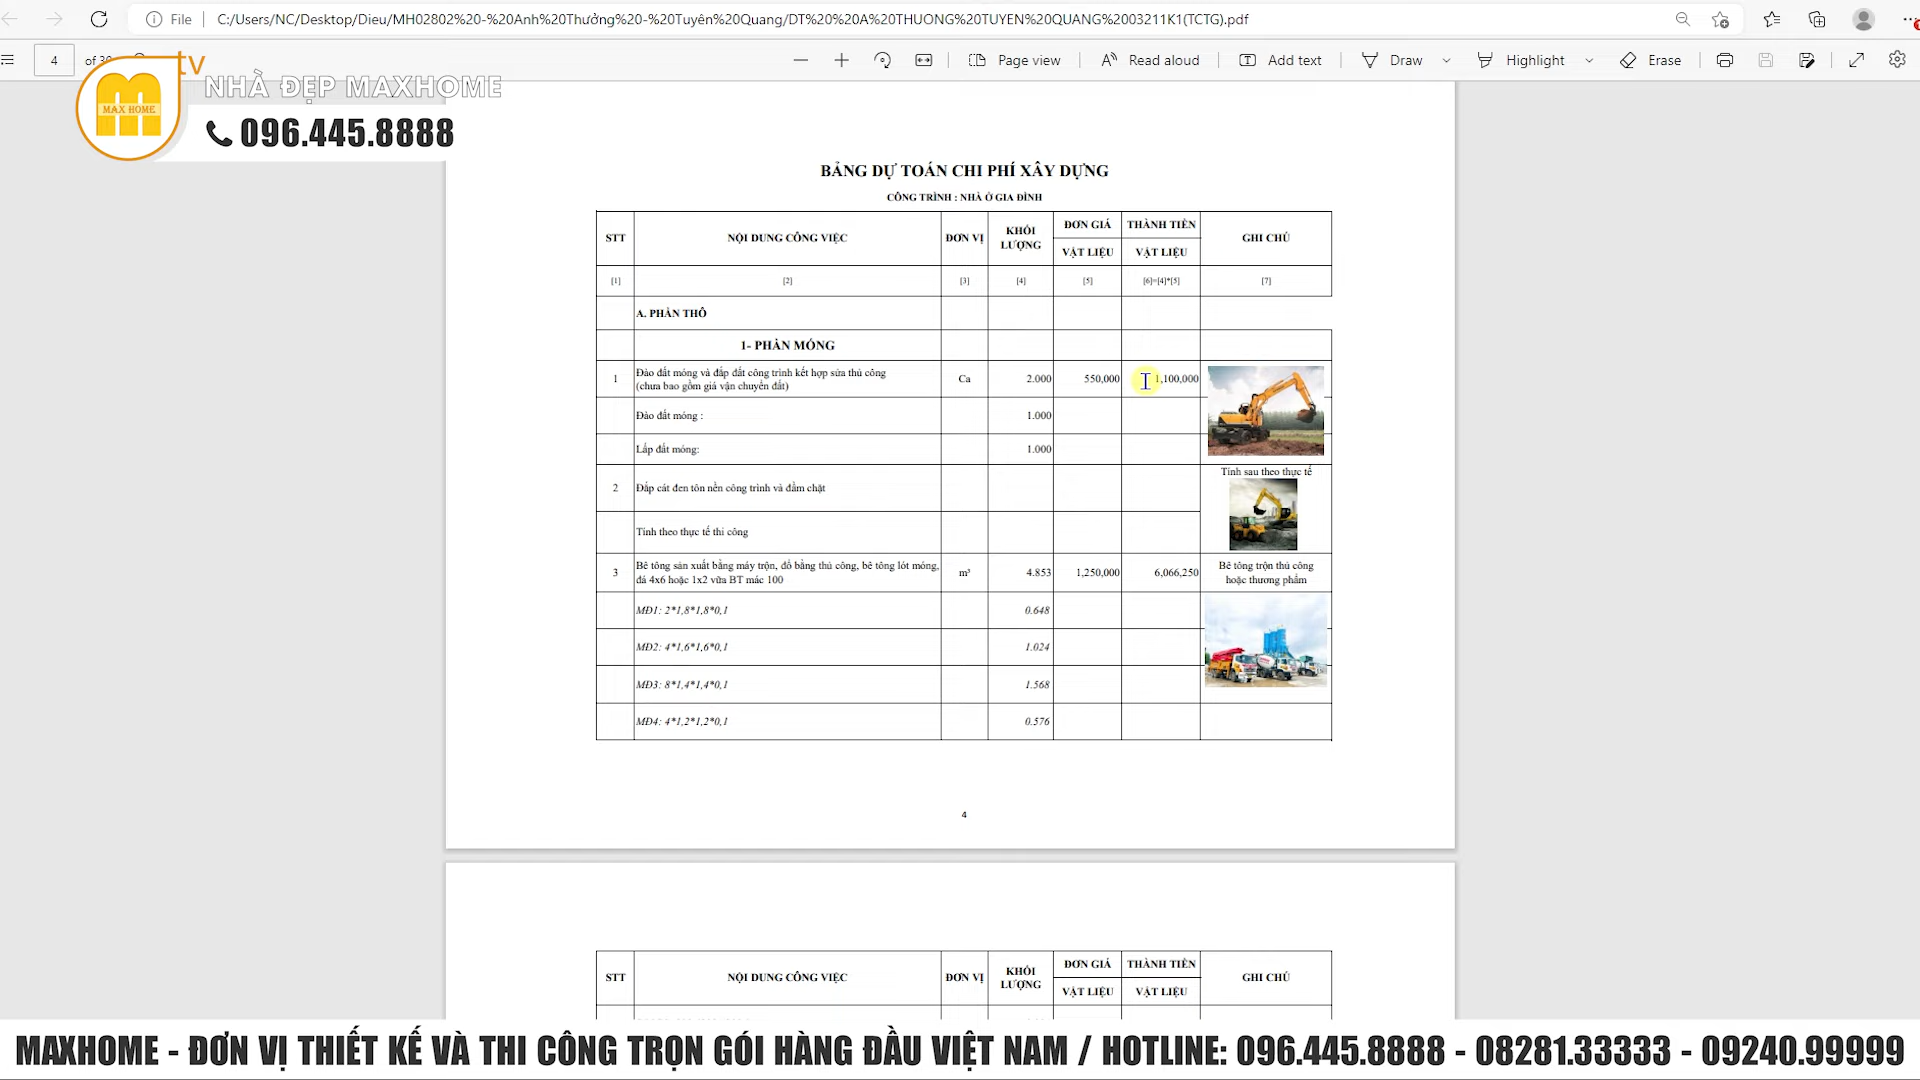 File
C:/Users/NC/Desktop/Dieu/MH02802%20-%20Anh%20Thưởng%20-%20Tuyên%20Quang/DT%20%20A%20THUONG%20TUYEN%20QUANG%2003211K1(TCTG).pdf
4
Page view
Read aloud
Add text
Draw
Highlight
Erase
tv
MAX HOME
NHÀ ĐẸP MAXHOME
096.445.8888
BẢNG DỰ TOÁN CHI PHÍ XÂY DỰNG
CÔNG TRÌNH : NHÀ Ở GIA ĐÌNH
STT NỘI DUNG CÔNG VIỆC ĐƠN VỊ KHỐI LƯỢNG ĐƠN GIÁ THÀNH TIỀN GHI CHÚ
VẬT LIỆU VẬT LIỆU
[1] [2] [3] [4] [5] [6]=[4]*[5] [7]
A. PHẦN THÔ
1- PHẦN MÓNG
1 Đào đất móng và đắp đất công trình kết hợp sửa thủ công (chưa bao gồm giá vận chuyển đất) Ca 2.000 550,000 1,100,000
Đào đất móng : 1.000
Lấp đất móng: 1.000
2 Đắp cát đen tôn nền công trình và đầm chặt Tính sau theo thực tế
Tính theo thực tế thi công
3 Bê tông sản xuất bằng máy trộn, đổ bằng thủ công, bê tông lót móng, đá 4x6 hoặc 1x2 vữa BT mác 100 m³ 4.853 1,250,000 6,066,250 Bê tông trộn thủ công hoặc thương phẩm
MĐ1: 2*1,8*1,8*0,1 0.648
MĐ2: 4*1,6*1,6*0,1 1.024
MĐ3: 8*1,4*1,4*0,1 1.568
MĐ4: 4*1,2*1,2*0,1 0.576
4
STT NỘI DUNG CÔNG VIỆC ĐƠN VỊ KHỐI LƯỢNG ĐƠN GIÁ THÀNH TIỀN GHI CHÚ
VẬT LIỆU VẬT LIỆU
MAXHOME - ĐƠN VỊ THIẾT KẾ VÀ THI CÔNG TRỌN GÓI HÀNG ĐẦU VIỆT NAM / HOTLINE: 096.445.8888 - 08281.33333 - 09240.99999